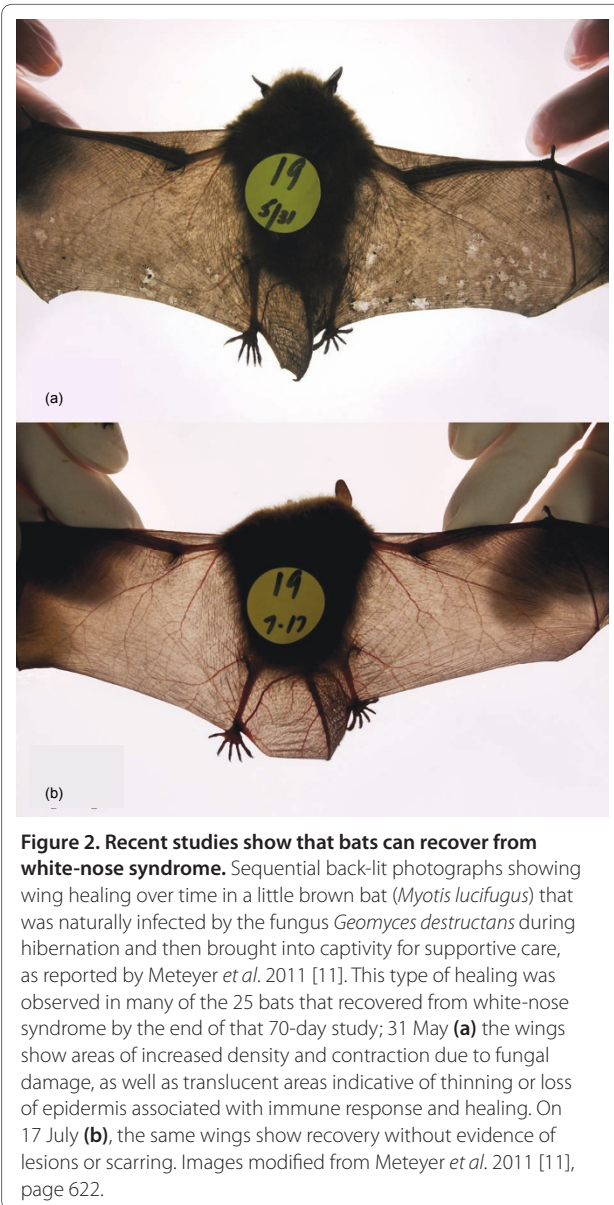 19
5/31
(a)
19
7-17
(b)
Figure 2. Recent studies show that bats can recover from
white-nose syndrome. Sequential back-lit photographs showing
wing healing over time in a little brown bat (Myotis lucifugus) that
was naturally infected by the fungus Geomyces destructans during
hibernation and then brought into captivity for supportive care,
as reported by Meteyer et al. 2011 [11]. This type of healing was
observed in many of the 25 bats that recovered from white-nose
syndrome by the end of that 70-day study; 31 May (a) the wings
show areas of increased density and contraction due to fungal
damage, as well as translucent areas indicative of thinning or loss
of epidermis associated with immune response and healing. On
17 July (b), the same wings show recovery without evidence of
lesions or scarring. Images modified from Meteyer et al. 2011 [11],
page 622.